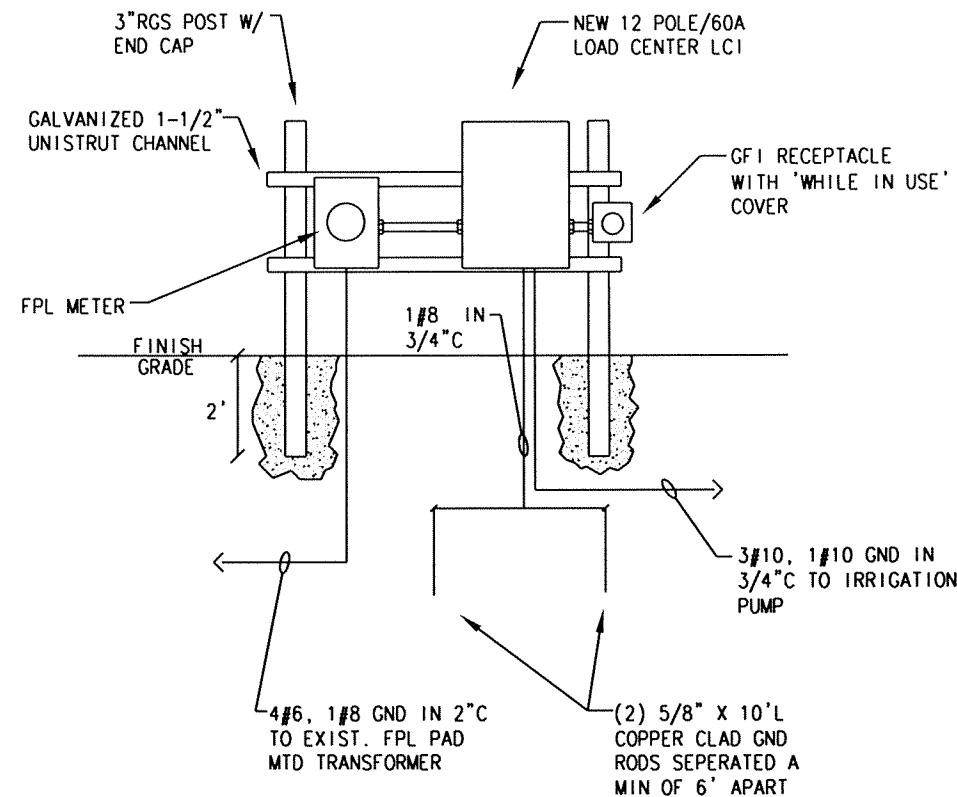 3"RGS POST W/
END CAP
NEW 12 POLE/60A
LOAD CENTER LC1
GALVANIZED 1-1/2"
UNISTRUT CHANNEL
GFI RECEPTACLE
WITH 'WHILE IN USE'
COVER
FPL METER
1#8 IN
3/4"C
FINISH
GRADE
2'
3#10, 1#10 GND IN
3/4"C TO IRRIGATION
PUMP
4#6, 1#8 GND IN 2"C
TO EXIST. FPL PAD
MTD TRANSFORMER
(2) 5/8" X 10'L
COPPER CLAD GND
RODS SEPERATED A
MIN OF 6' APART